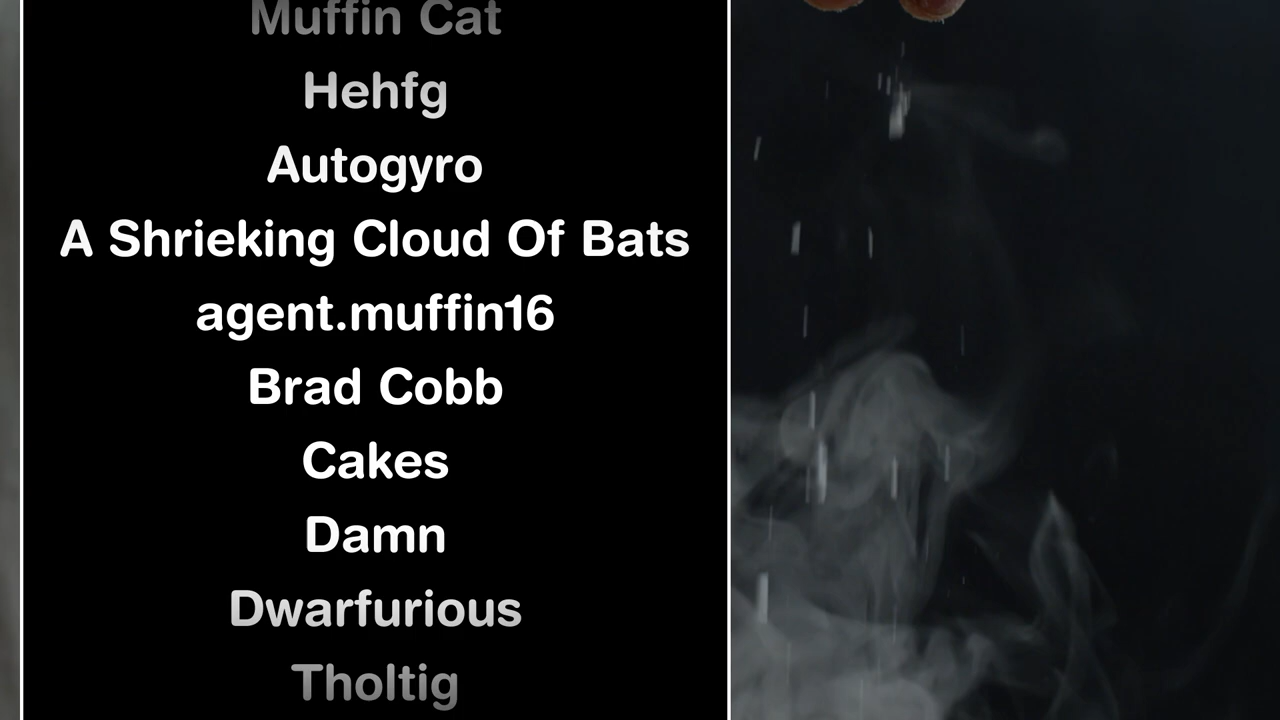 Muffin Cat
Hehfg
Autogyro
A Shrieking Cloud Of Bats
agent.muffin16
Brad Cobb
Cakes
Damn
Dwarfurious
Tholtig